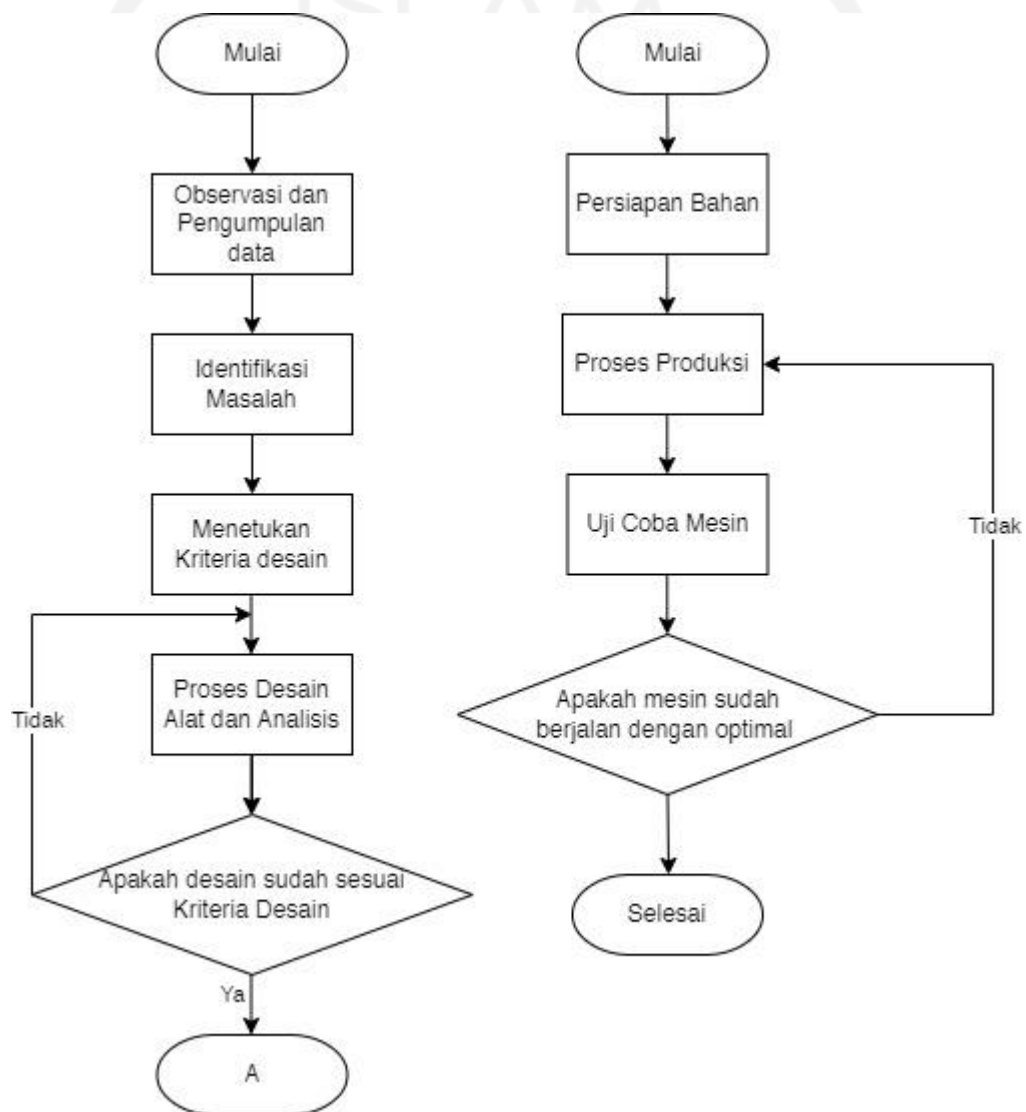 Mulai
Observasi dan
Pengumpulan
data
Identifikasi
Masalah
Menetukan
Kriteria desain
Proses Desain
Alat dan Analisis
Tidak
Apakah desain sudah sesuai
Kriteria Desain
Ya
A
Mulai
Persiapan Bahan
Proses Produksi
Uji Coba Mesin
Tidak
Apakah mesin sudah
berjalan dengan optimal
Selesai